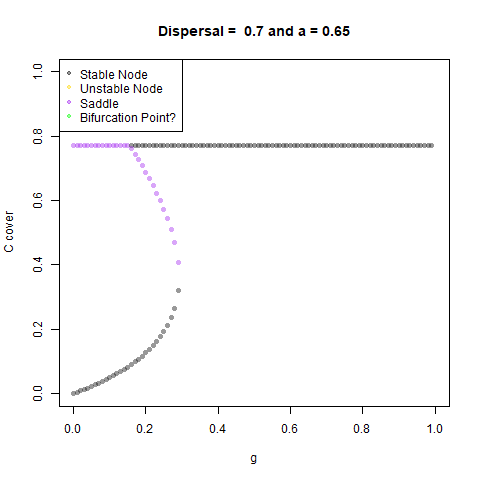 Dispersal =  0.7 and a = 0.65
Stable Node
Unstable Node
Saddle
Bifurcation Point?
C cover
1.0
0.8
0.6
0.4
0.2
0.0
0.0 0.2 0.4 0.6 0.8 1.0
g